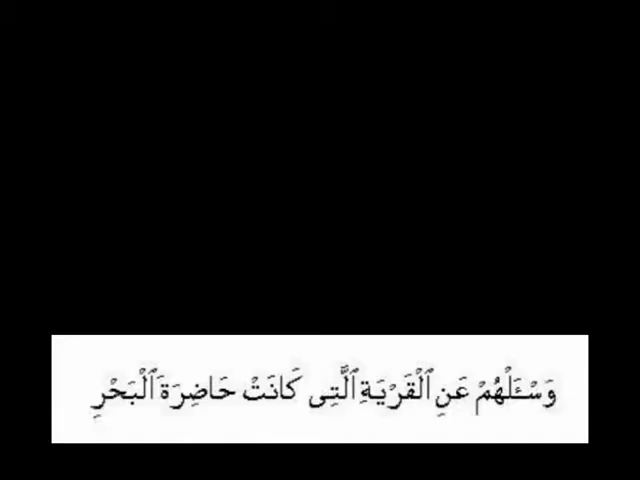 وَسْـَٔلْهُمْ عَنِ ٱلْقَرْيَةِ ٱلَّتِى كَانَتْ حَاضِرَةَ ٱلْبَحْرِ